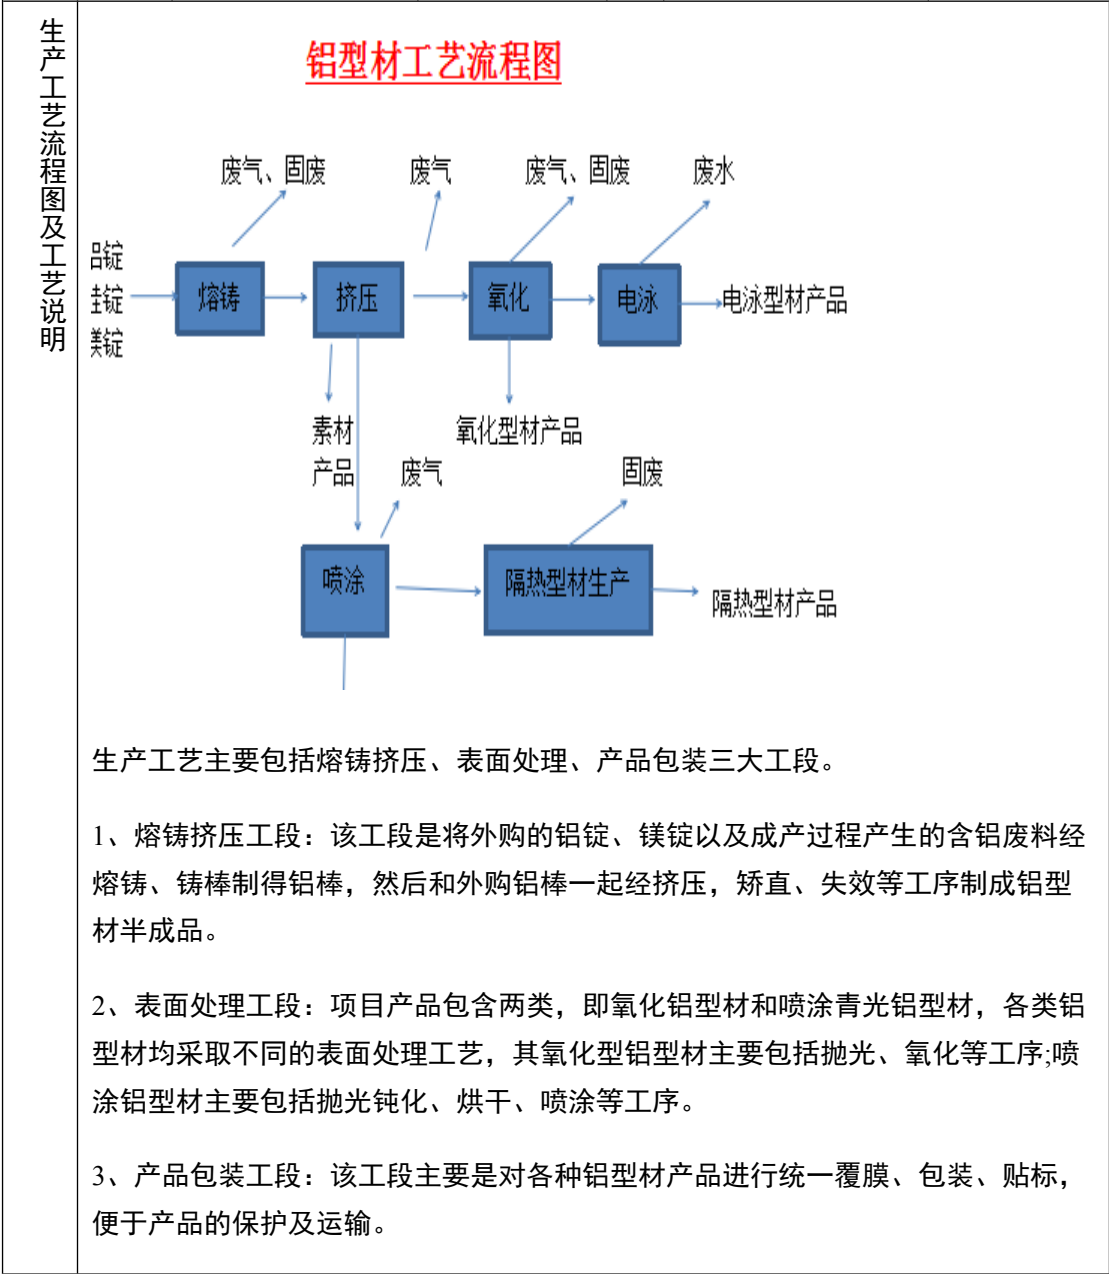 生产工艺流程图及工艺说明
铝型材工艺流程图
废气、固废
废气
废气、固废
废水
锭
锭
锭
熔铸
挤压
氧化
电泳
电泳型材产品
素材
产品
氧化型材产品
废气
固废
喷涂
隔热型材生产
隔热型材产品
生产工艺主要包括熔铸挤压、表面处理、产品包装三大工段。
1、熔铸挤压工段：该工段是将外购的铝锭、镁锭以及成产过程产生的含铝废料经
熔铸、铸棒制得铝棒，然后和外购铝棒一起经挤压，矫直、失效等工序制成铝型
材半成品。
2、表面处理工段：项目产品包含两类，即氧化铝型材和喷涂青光铝型材，各类铝
型材均采取不同的表面处理工艺，其氧化型铝型材主要包括抛光、氧化等工序;喷
涂铝型材主要包括抛光钝化、烘干、喷涂等工序。
3、产品包装工段：该工段主要是对各种铝型材产品进行统一覆膜、包装、贴标，
便于产品的保护及运输。